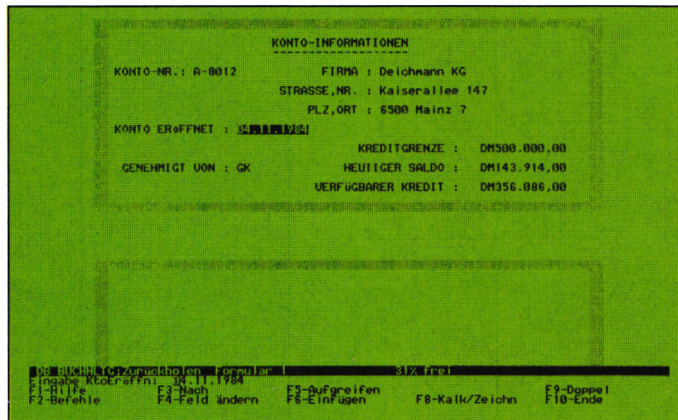 KONTO-INFORMATIONEN
KONTO-NR.: A-8012 FIRMA : Deichmann KG
STRASSE,NR. : Kaiserallee 147
PLZ,ORT : 6500 Mainz 7
KONTO ERöFFNET : 04.11.1984
KREDITGRENZE : DM500.000,00
GENEHMIGT VON : GK HEUTIGER SALDO : DM143.914,00
VERFüGBARER KREDIT : DM356.086,00
DB BUCHHLTG:Zurückholen Formular 1 31% frei
Eingabe KtoEröffn: 04.11.1984
F1-Hilfe F3-Nach F5-Aufgreifen F9-Doppel
F2-Befehle F4-Feld ändern F6-Einfügen F8-Kalk/Zeichn F10-Ende